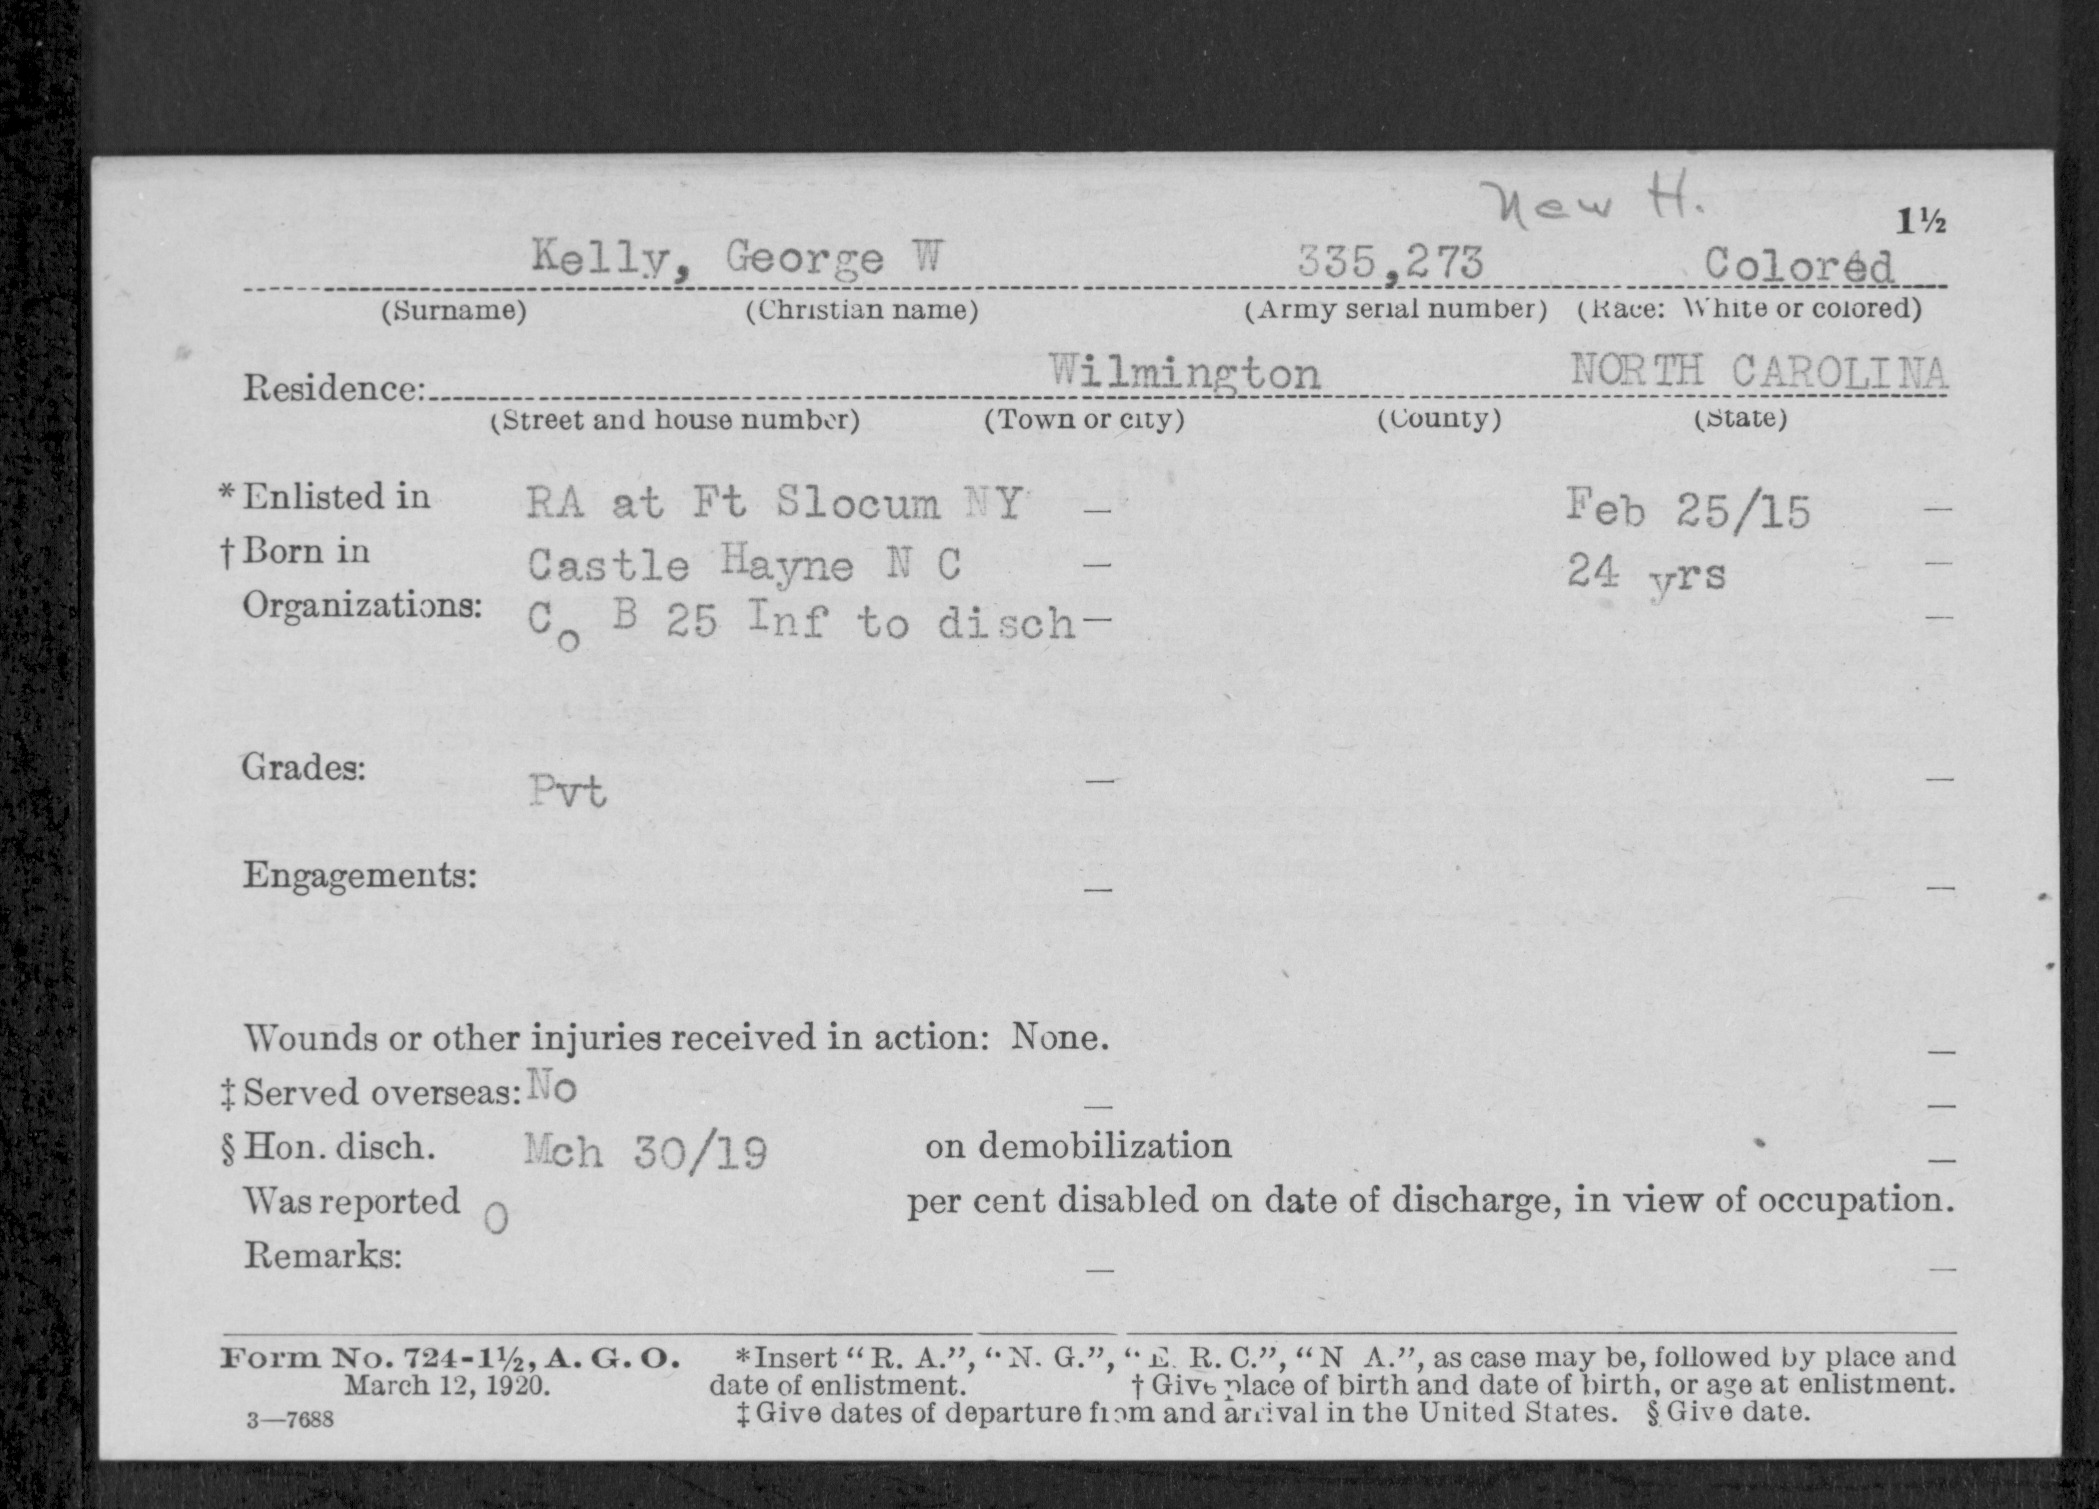 New H.
1½
Kelly, George W 335,273 Colored
(Surname) (Christian name) (Army serial number) (Race: White or colored)
Residence: Wilmington NORTH CAROLINA
(Street and house number) (Town or city) (County) (State)
* Enlisted in RA at Ft Slocum NY — Feb 25/15 —
† Born in Castle Hayne N C — 24 yrs —
Organizations: Co B 25 Inf to disch — —
Grades: Pvt — —
Engagements: — —
Wounds or other injuries received in action: None. —
‡ Served overseas: No — —
§ Hon. disch. Mch 30/19 on demobilization —
Was reported 0 per cent disabled on date of discharge, in view of occupation.
Remarks: — —
Form No. 724-1½, A. G. O. *Insert "R. A.", "N. G.", "E. R. C.", "N A.", as case may be, followed by place and
March 12, 1920. date of enlistment. † Give place of birth and date of birth, or age at enlistment.
3—7688 ‡ Give dates of departure from and arrival in the United States. § Give date.